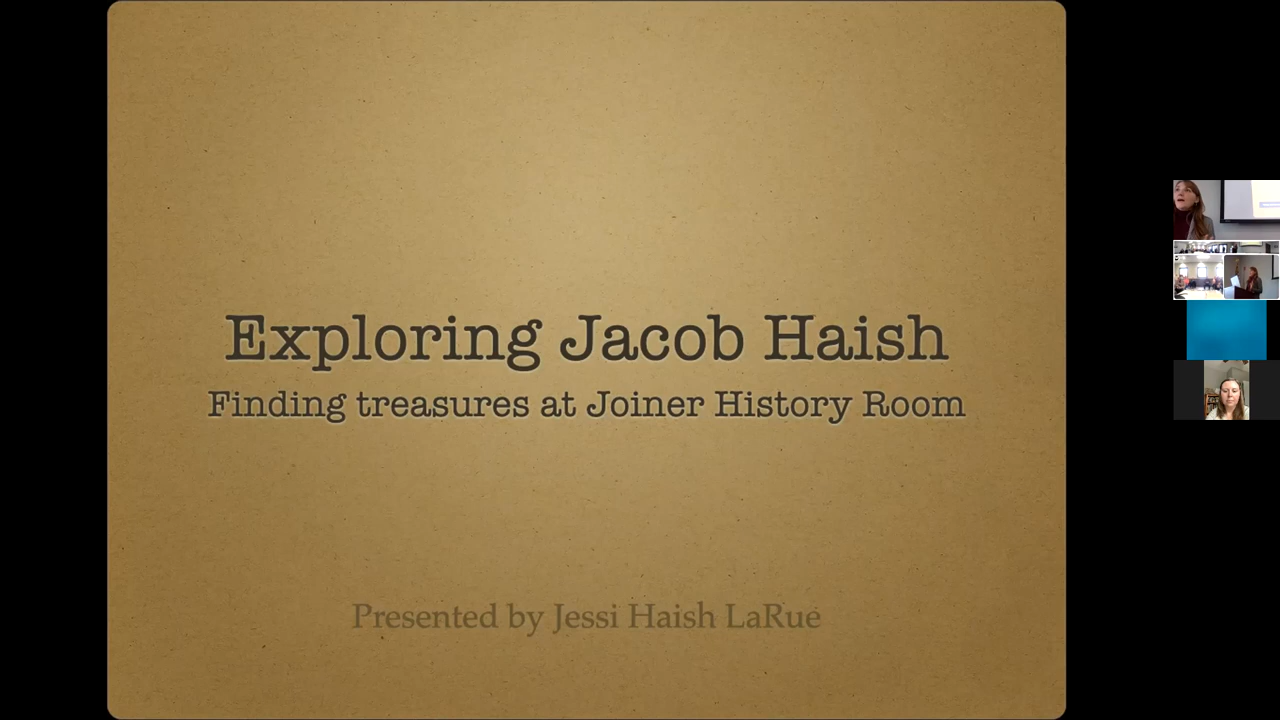 Exploring Jacob Haish
Finding treasures at Joiner History Room
Presented by Jessi Haish LaRue